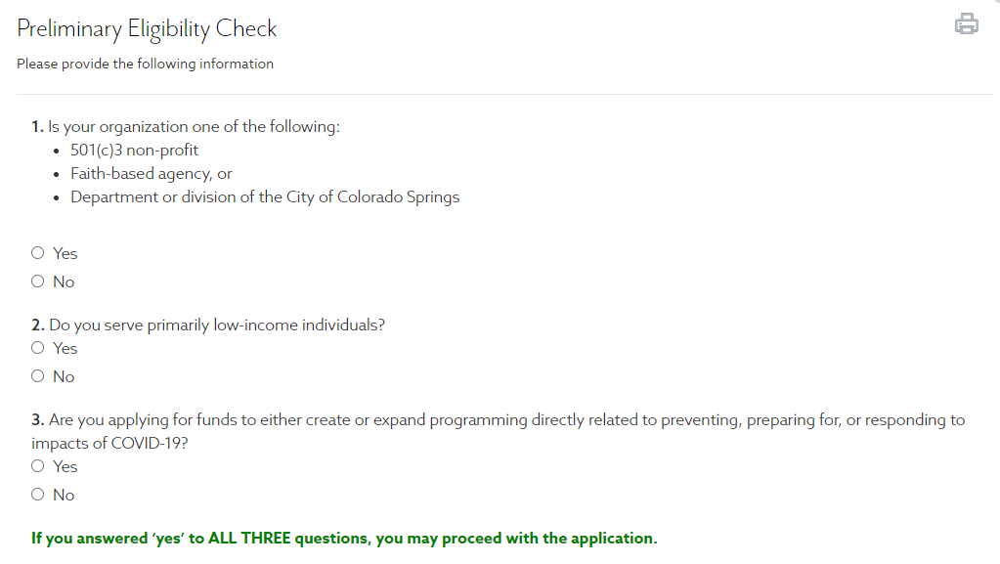 Preliminary Eligibility Check
Please provide the following information
1. Is your organization one of the following:
• 501(c)3 non-profit
• Faith-based agency, or
• Department or division of the City of Colorado Springs
Yes
No
2. Do you serve primarily low-income individuals?
Yes
No
3. Are you applying for funds to either create or expand programming directly related to preventing, preparing for, or responding to
impacts of COVID-19?
Yes
No
If you answered ‘yes’ to ALL THREE questions, you may proceed with the application.